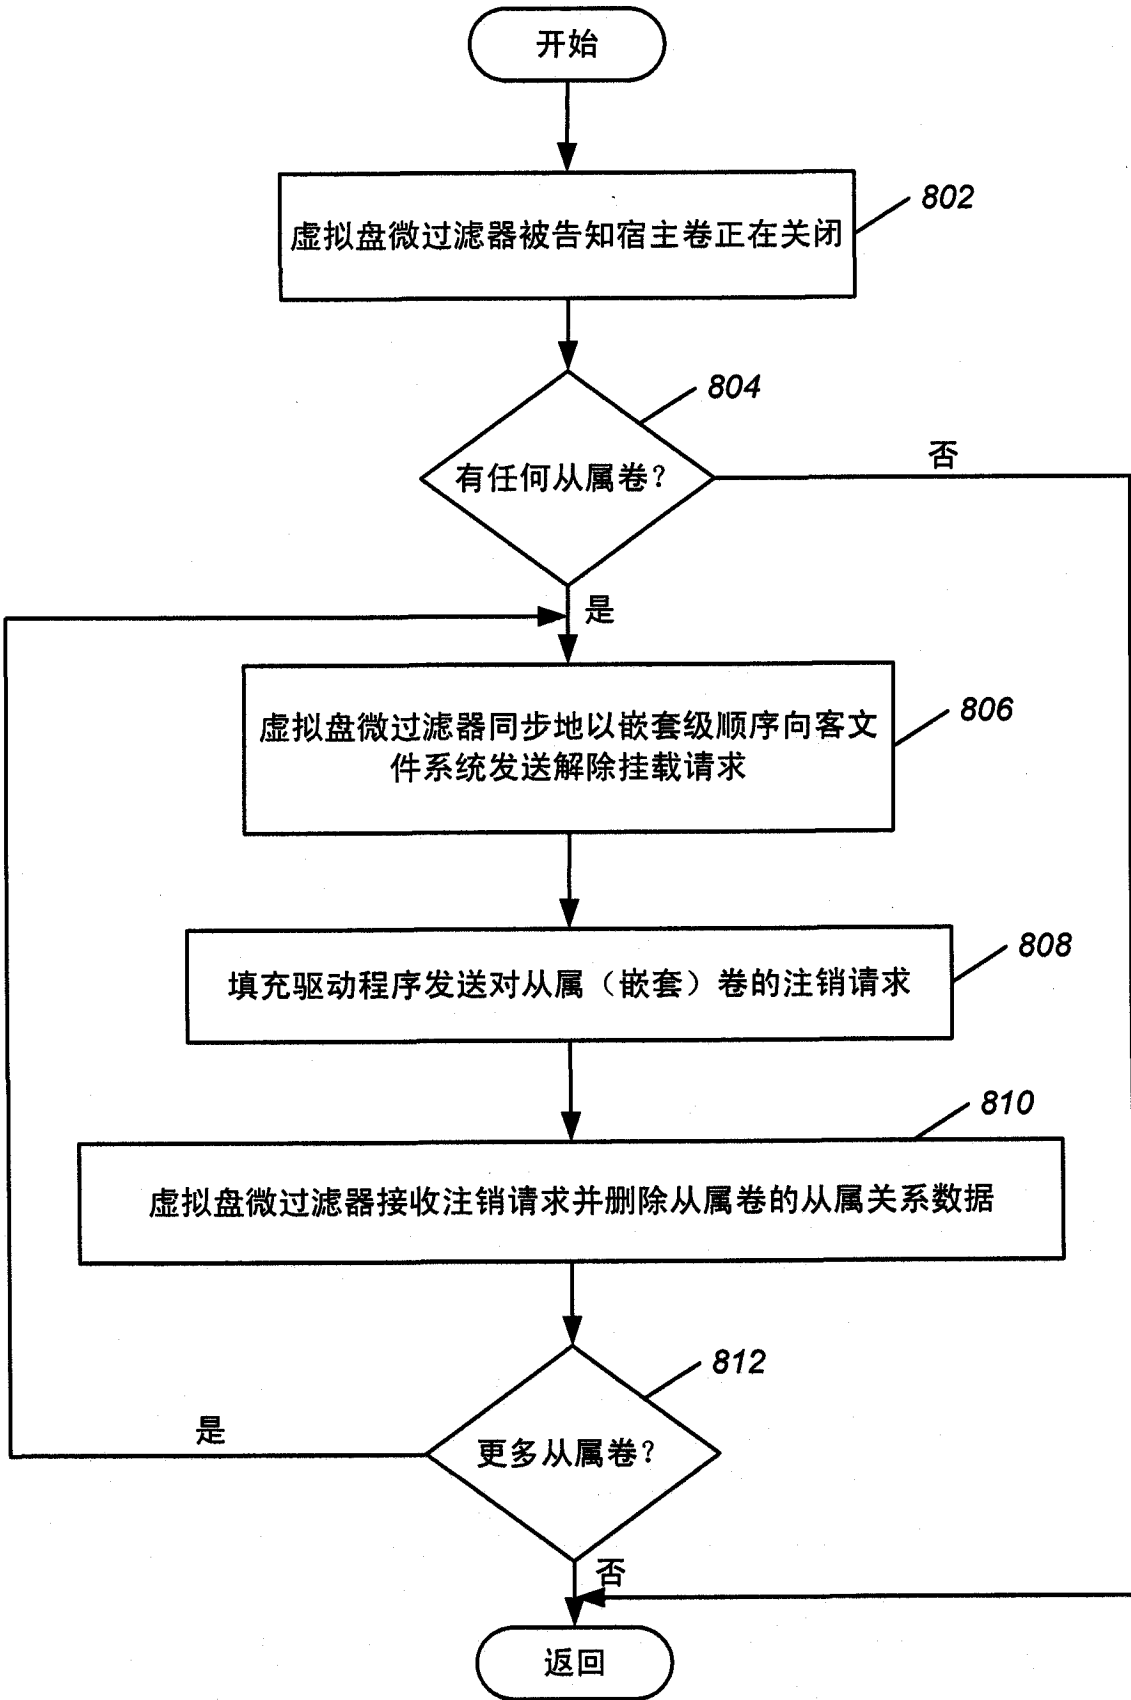 开始
802
虚拟盘微过滤器被告知宿主卷正在关闭
804
有任何从属卷？
否
是
806
虚拟盘微过滤器同步地以嵌套级顺序向客文
件系统发送解除挂载请求
808
填充驱动程序发送对从属（嵌套）卷的注销请求
810
虚拟盘微过滤器接收注销请求并删除从属卷的从属关系数据
812
是
更多从属卷？
否
返回